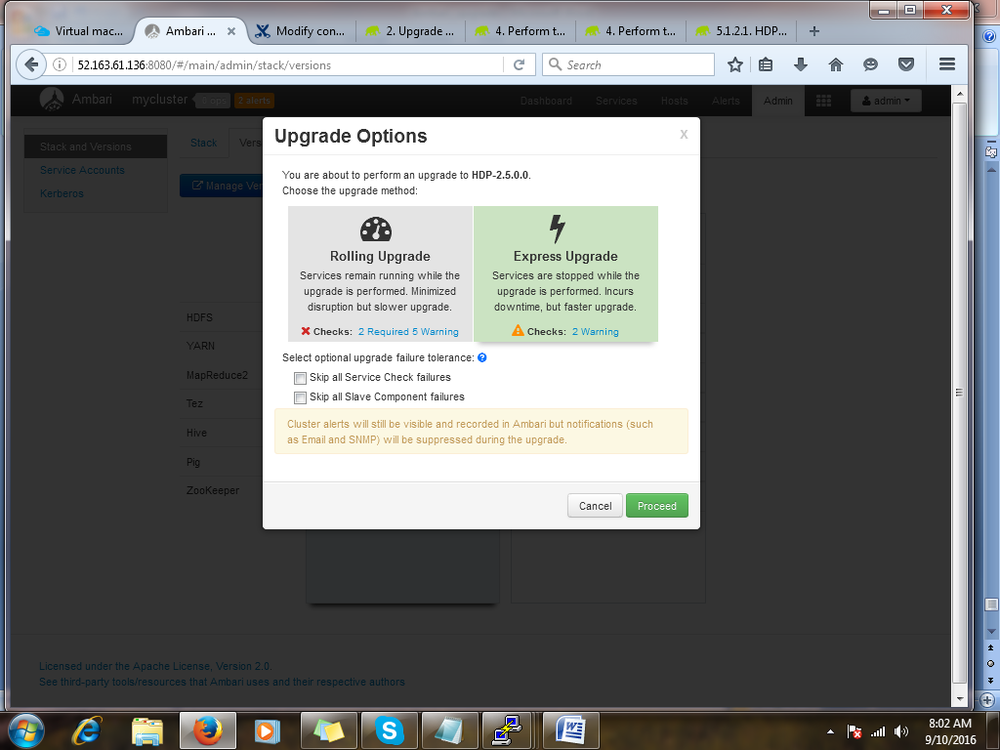 Virtual mac...
Ambari ...
Modify con...
2. Upgrade ...
4. Perform t...
4. Perform t...
5.1.2.1. HDP...
52.163.61.136:8080/#/main/admin/stack/versions
Search
Ambari
mycluster
2 alerts
Dashboard
Services
Hosts
Alerts
Admin
admin
Stack and Versions
Service Accounts
Kerberos
Stack
Vers
Manage Ver
HDFS
YARN
MapReduce2
Tez
Hive
Pig
ZooKeeper
Upgrade Options
X
You are about to perform an upgrade to HDP-2.5.0.0.
Choose the upgrade method:
Rolling Upgrade
Services remain running while the
upgrade is performed. Minimized
disruption but slower upgrade.
Checks: 2 Required 5 Warning
Express Upgrade
Services are stopped while the
upgrade is performed. Incurs
downtime, but faster upgrade.
Checks: 2 Warning
Select optional upgrade failure tolerance:
Skip all Service Check failures
Skip all Slave Component failures
Cluster alerts will still be visible and recorded in Ambari but notifications (such
as Email and SNMP) will be suppressed during the upgrade.
Cancel
Proceed
Licensed under the Apache License, Version 2.0.
See third-party tools/resources that Ambari uses and their respective authors
8:02 AM
9/10/2016